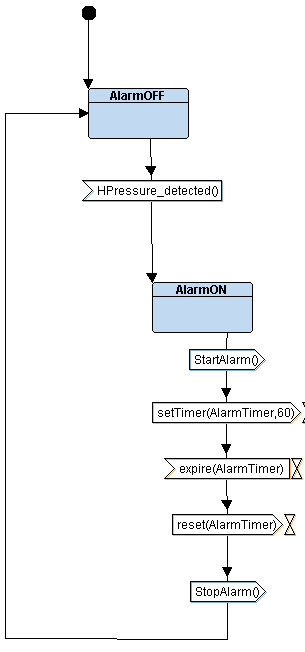 AlarmOFF
HPressure_detected()
AlarmON
StartAlarm()
setTimer(AlarmTimer,60)
expire(AlarmTimer)
reset(AlarmTimer)
StopAlarm()